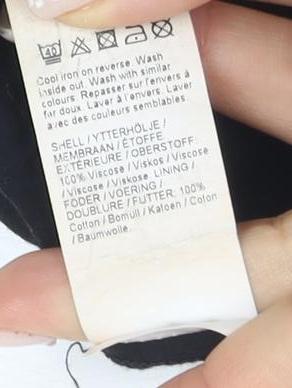 40
Cool iron on reverse. Wash
inside out. Wash with similar
colours. Repasser sur l'envers à
fer doux. Laver à l'envers. Laver
avec des couleurs semblables.
SHELL / YTTERHÖLJE /
MEMBRAAN / ÉTOFFE
EXTÉRIEURE / OBERSTOFF:
100% Viscose / Viskos / Viscose
/ Viscose / Viskose. LINING /
FODER / VOERING /
DOUBLURE / FUTTER: 100%
Cotton / Bomull / Katoen / Coton
/ Baumwolle.